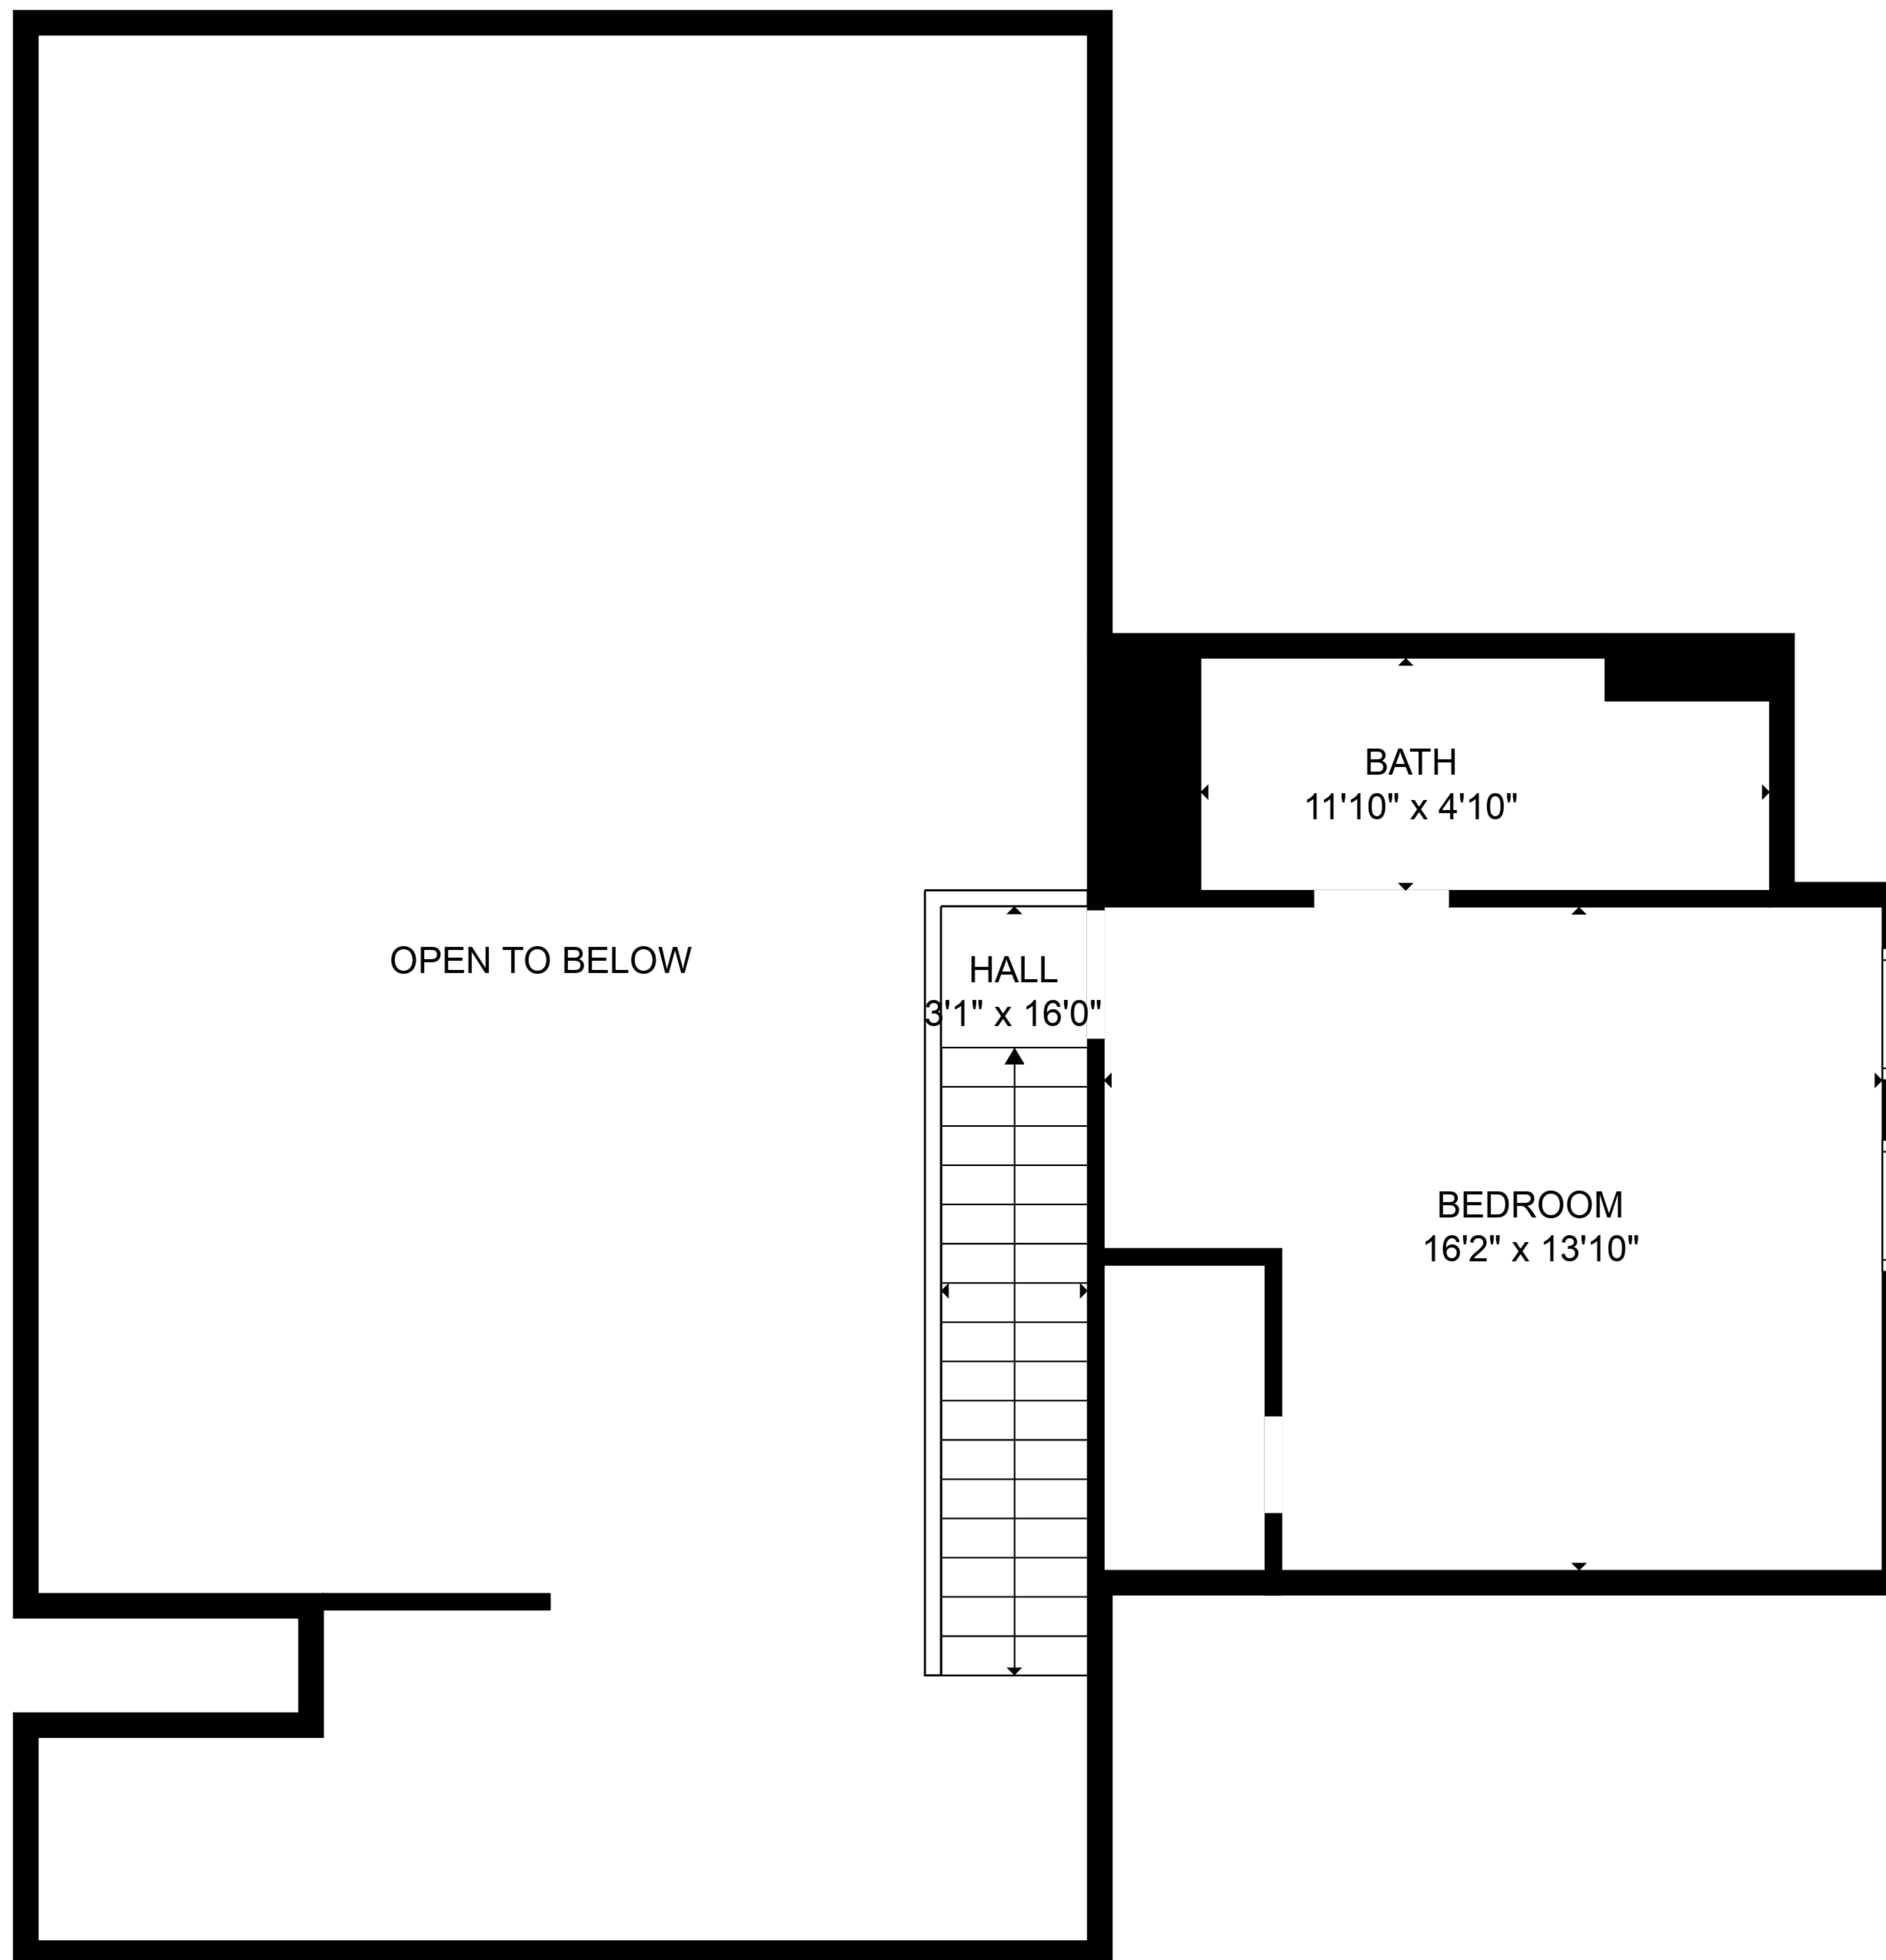 BATH
11'10" x 4'10"
OPEN TO BELOW
HALL
3'1" x 16'0"
BEDROOM
16'2" x 13'10"